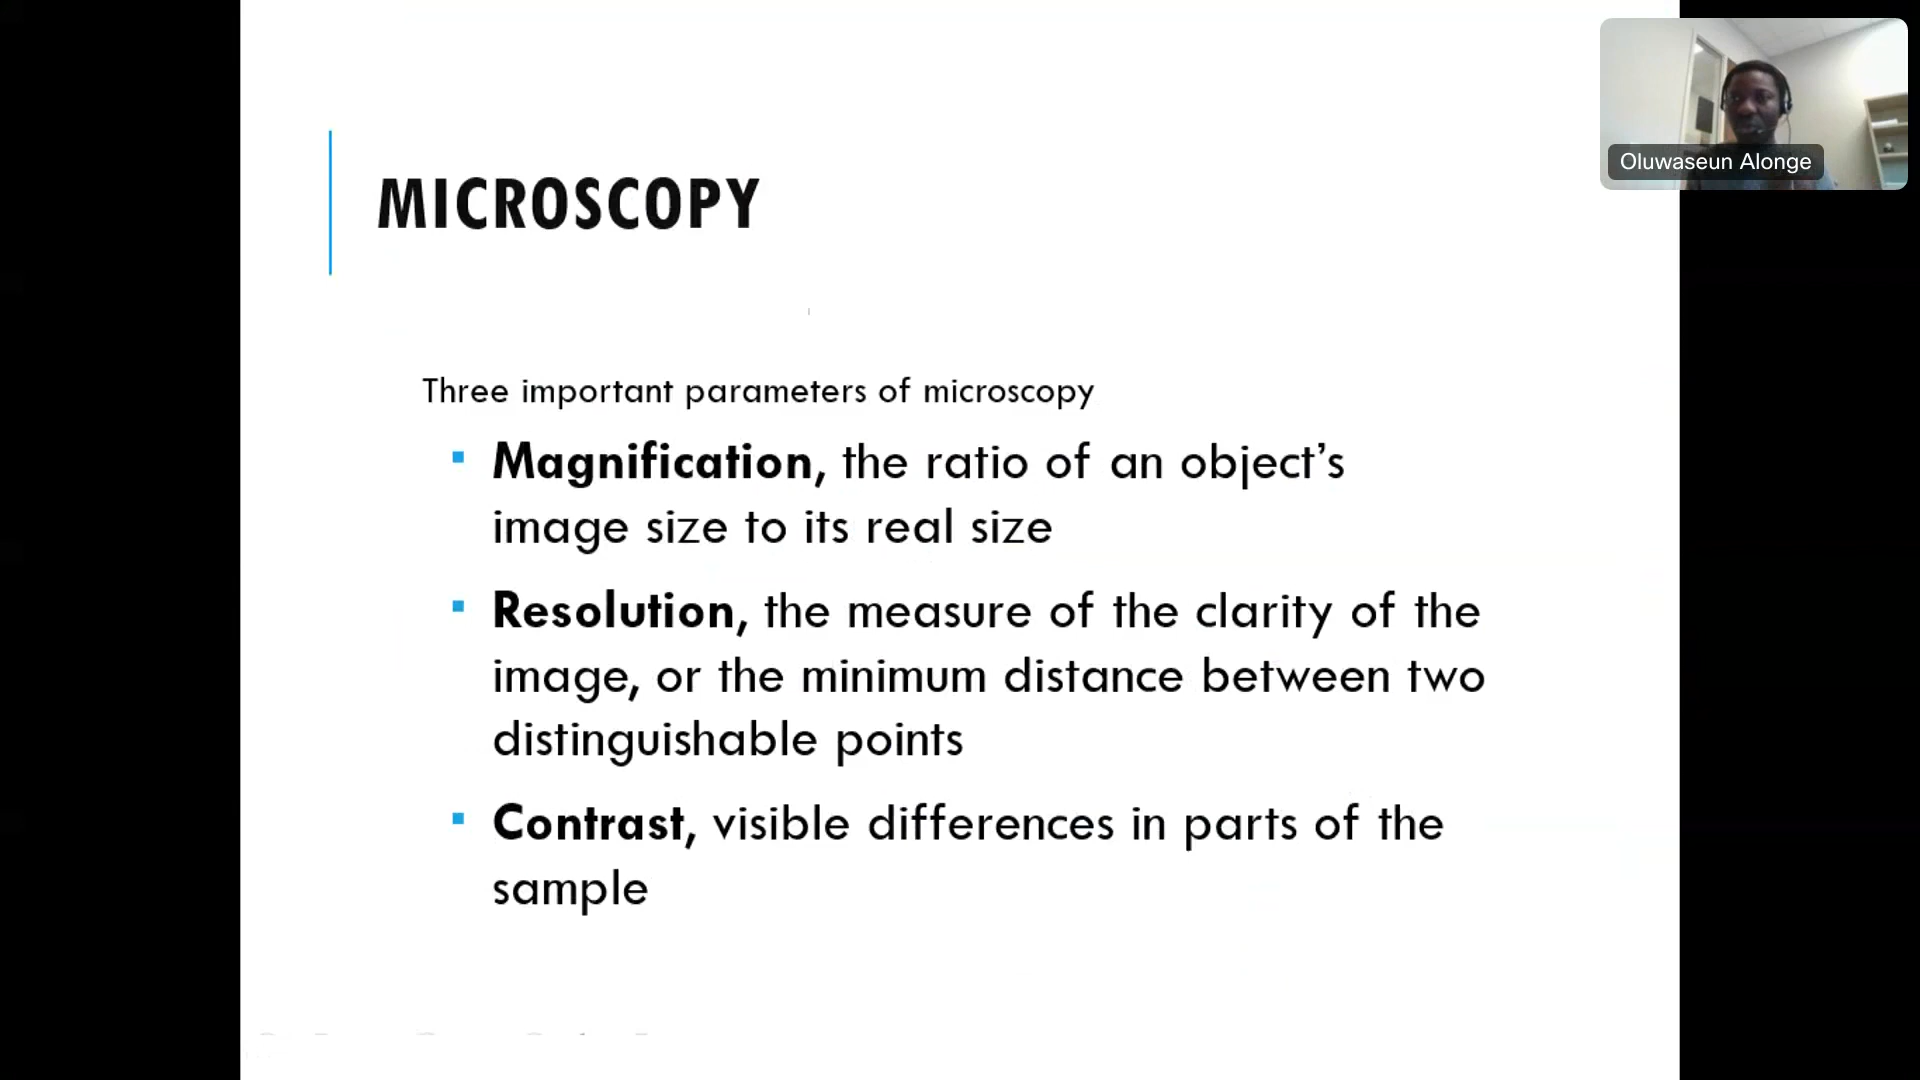 MICROSCOPY
Oluwaseun Alonge
Three important parameters of microscopy
▪ Magnification, the ratio of an object’s
image size to its real size
▪ Resolution, the measure of the clarity of the
image, or the minimum distance between two
distinguishable points
▪ Contrast, visible differences in parts of the
sample